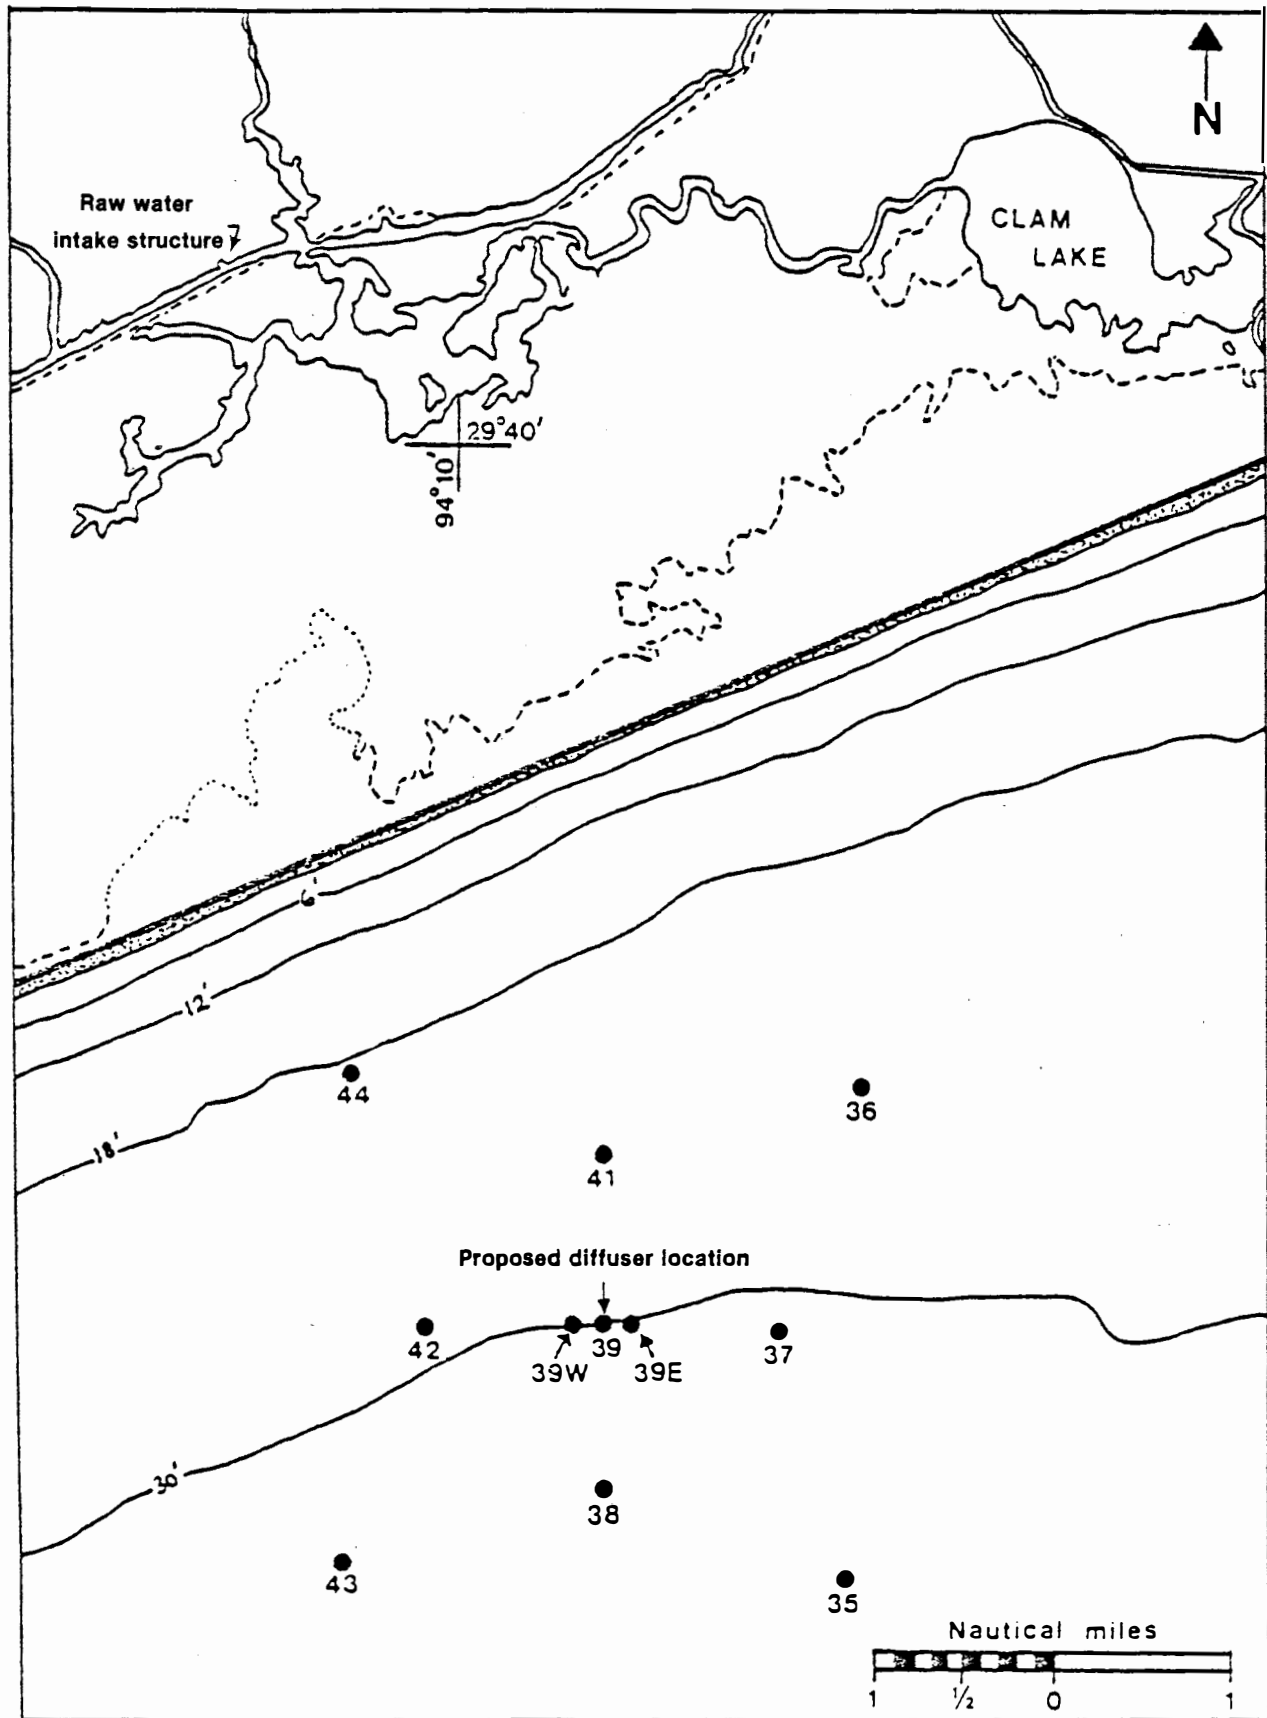 N
Raw water
intake structure
CLAM
LAKE
29°40'
94°10'
6'
12'
18'
30'
44
36
41
Proposed diffuser location
42
39W
39
39E
37
38
43
35
Nautical miles
1 ½ 0 1